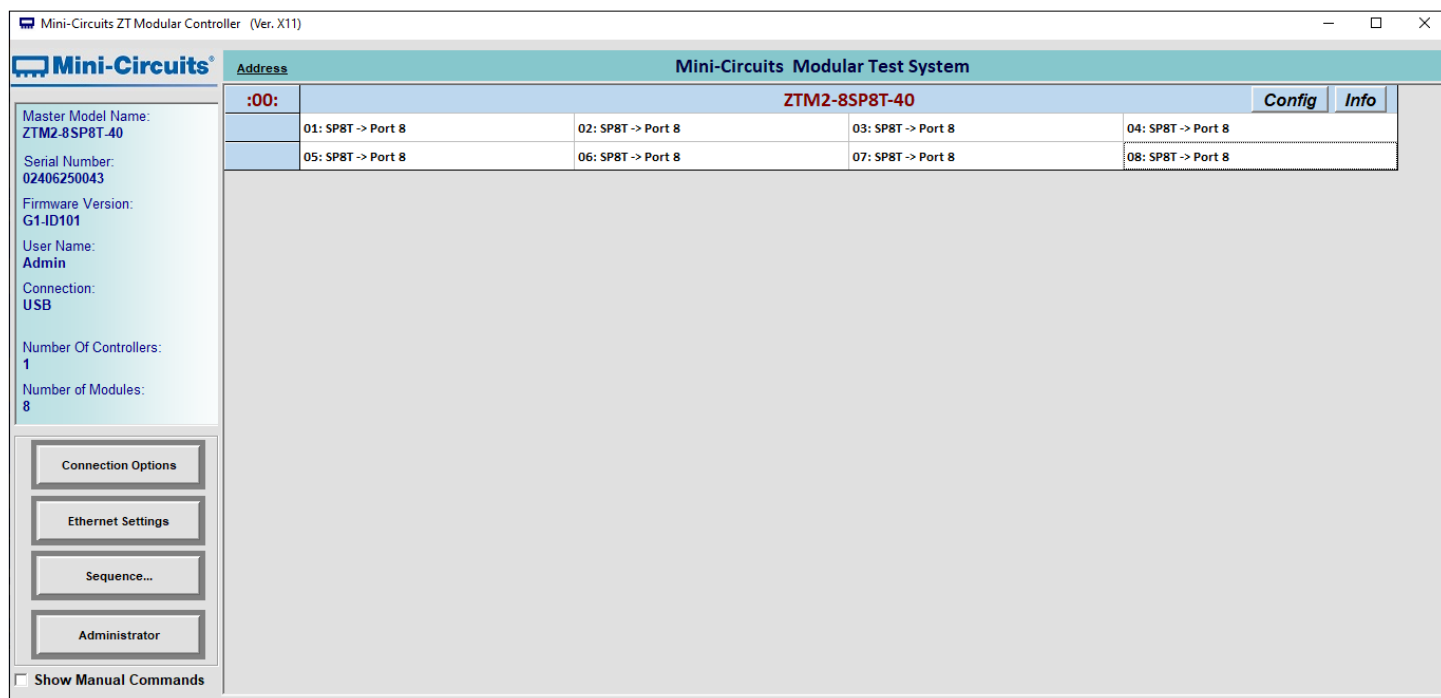 Mini-Circuits ZT Modular Controller (Ver. X11)
Mini-Circuits®
Address
Mini-Circuits Modular Test System
:00:
ZTM2-8SP8T-40
Config
Info
01: SP8T -> Port 8
02: SP8T -> Port 8
03: SP8T -> Port 8
04: SP8T -> Port 8
05: SP8T -> Port 8
06: SP8T -> Port 8
07: SP8T -> Port 8
08: SP8T -> Port 8
Master Model Name:
ZTM2-8SP8T-40
Serial Number:
02406250043
Firmware Version:
G1-ID101
User Name:
Admin
Connection:
USB
Number Of Controllers:
1
Number of Modules:
8
Connection Options
Ethernet Settings
Sequence...
Administrator
Show Manual Commands